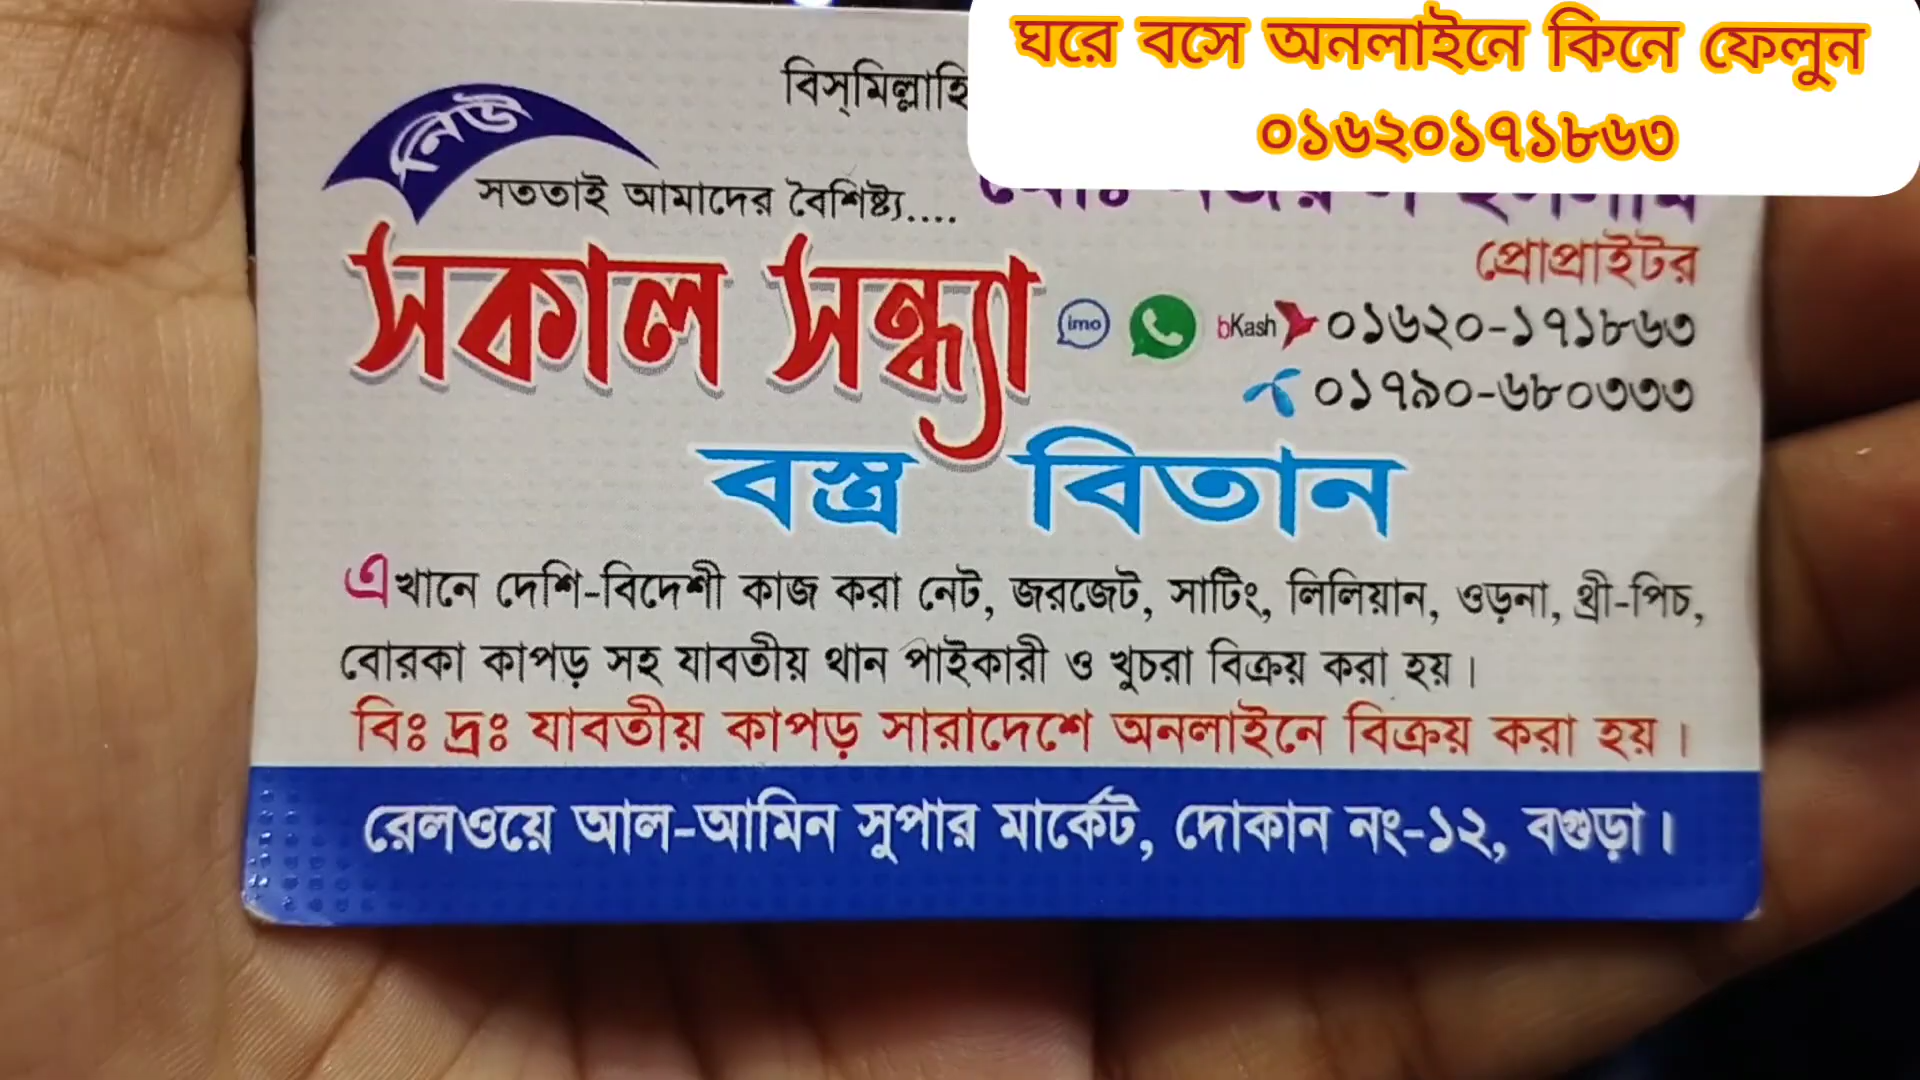 ঘরে বসে অনলাইনে কিনে ফেলুন
০১৬২০১৭১৮৬৩
বিস্‌মিল্লাহি
নিউ
সততাই আমাদের বৈশিষ্ট্য....
প্রোপ্রাইটর
সকাল সন্ধ্যা
imo bKash ০১৬২০-১৭১৮৬৩
০১৭৯০-৬৮০৩৩৩
বস্ত্র বিতান
এখানে দেশি-বিদেশী কাজ করা নেট, জরজেট, সাটিং, লিলিয়ান, ওড়না, থ্রী-পিচ,
বোরকা কাপড় সহ যাবতীয় থান পাইকারী ও খুচরা বিক্রয় করা হয়।
বিঃ দ্রঃ যাবতীয় কাপড় সারাদেশে অনলাইনে বিক্রয় করা হয়।
রেলওয়ে আল-আমিন সুপার মার্কেট, দোকান নং-১২, বগুড়া।